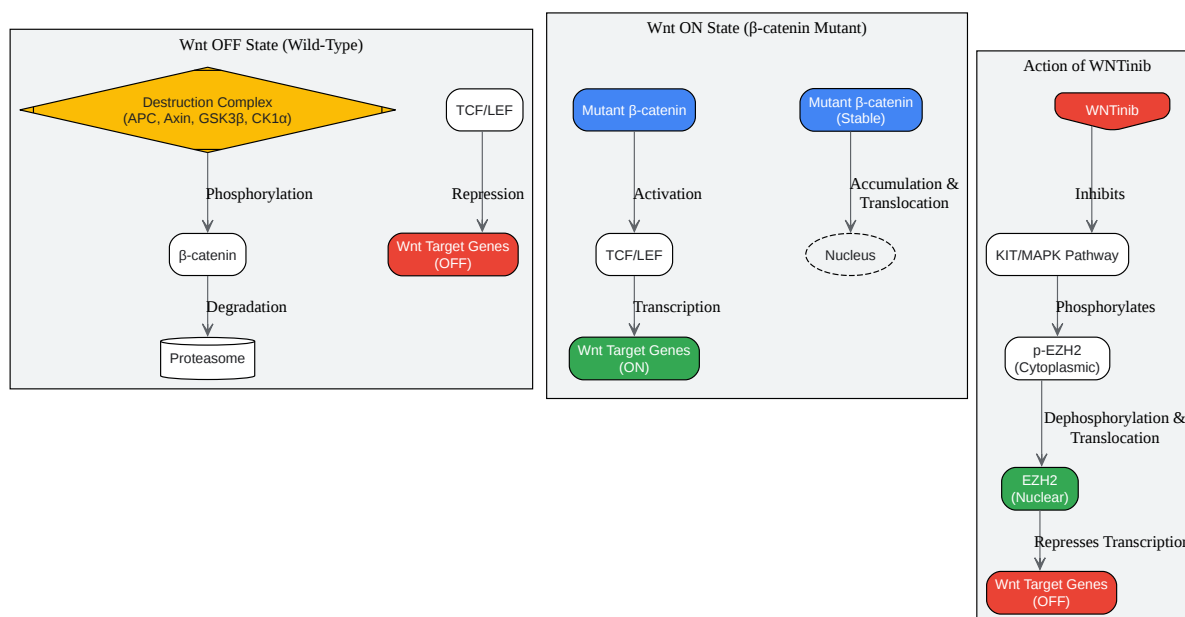 Wnt OFF State (Wild-Type)
Destruction Complex
(APC, Axin, GSK3β, CK1α)
TCF/LEF
Phosphorylation
Repression
β-catenin
Wnt Target Genes
(OFF)
Degradation
Proteasome
Wnt ON State (β-catenin Mutant)
Mutant β-catenin
Mutant β-catenin
(Stable)
Activation
Accumulation &
Translocation
TCF/LEF
Nucleus
Transcription
Wnt Target Genes
(ON)
Action of WNTinib
WNTinib
Inhibits
KIT/MAPK Pathway
Phosphorylates
p-EZH2
(Cytoplasmic)
Dephosphorylation &
Translocation
EZH2
(Nuclear)
Represses Transcription
Wnt Target Genes
(OFF)